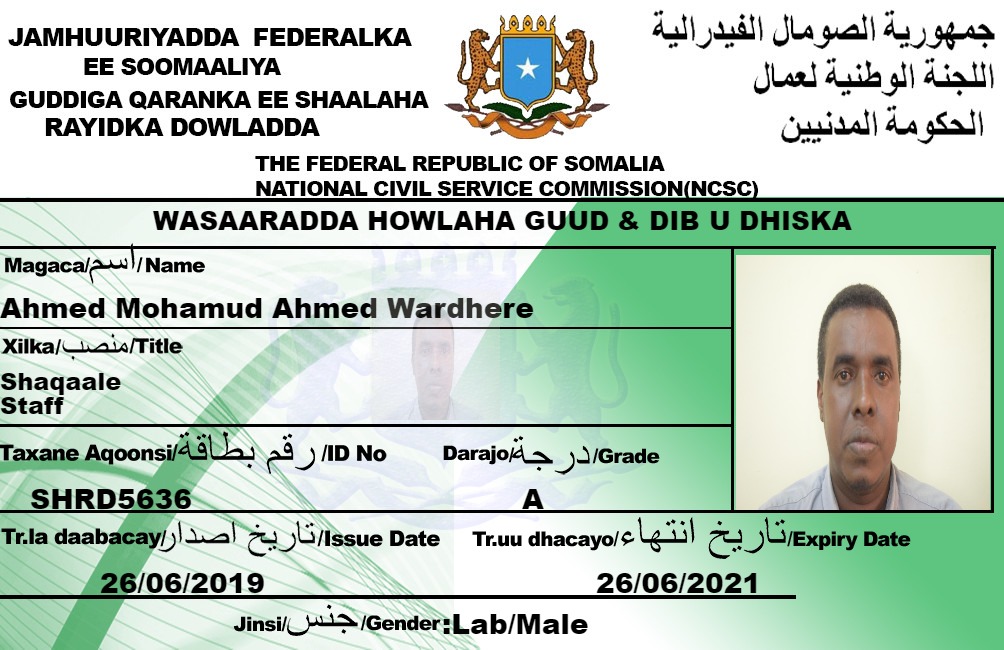 JAMHUURIYADDA FEDERALKA
EE SOOMAALIYA
GUDDIGA QARANKA EE SHAALAHA
RAYIDKA DOWLADDA
جمهورية الصومال الفيدرالية
اللجنة الوطنية لعمال
الحكومة المدنيين
THE FEDERAL REPUBLIC OF SOMALIA
NATIONAL CIVIL SERVICE COMMISSION(NCSC)
WASAARADDA HOWLAHA GUUD & DIB U DHISKA
Magaca/اسم/Name
Ahmed Mohamud Ahmed Wardhere
Xilka/منصب/Title
Shaqaale
Staff
Taxane Aqoonsi/رقم بطاقة/ID No
Darajo/درجة/Grade
SHRD5636
A
Tr.la daabacay/تاريخ اصدار/Issue Date
Tr.uu dhacayo/تاريخ انتهاء/Expiry Date
26/06/2019
26/06/2021
Jinsi/جنس/Gender:Lab/Male